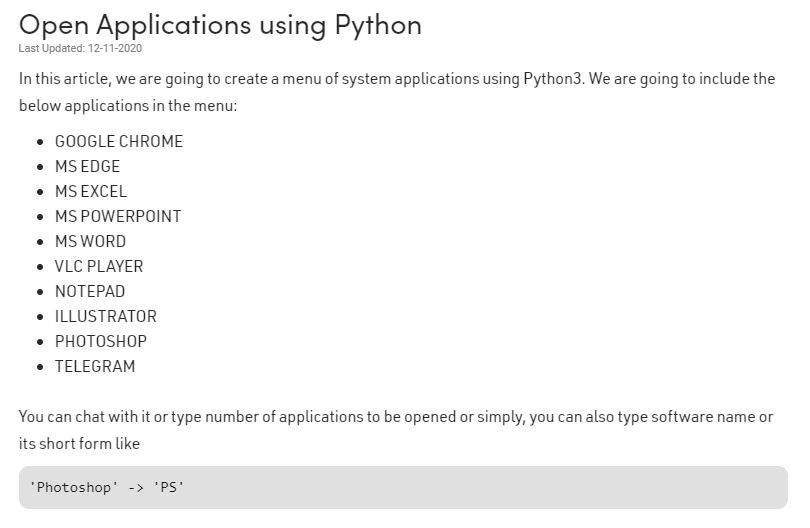 Open Applications using Python
Last Updated: 12-11-2020
In this article, we are going to create a menu of system applications using Python3. We are going to include the
below applications in the menu:
• GOOGLE CHROME
• MS EDGE
• MS EXCEL
• MS POWERPOINT
• MS WORD
• VLC PLAYER
• NOTEPAD
• ILLUSTRATOR
• PHOTOSHOP
• TELEGRAM
You can chat with it or type number of applications to be opened or simply, you can also type software name or
its short form like
'Photoshop' -> 'PS'